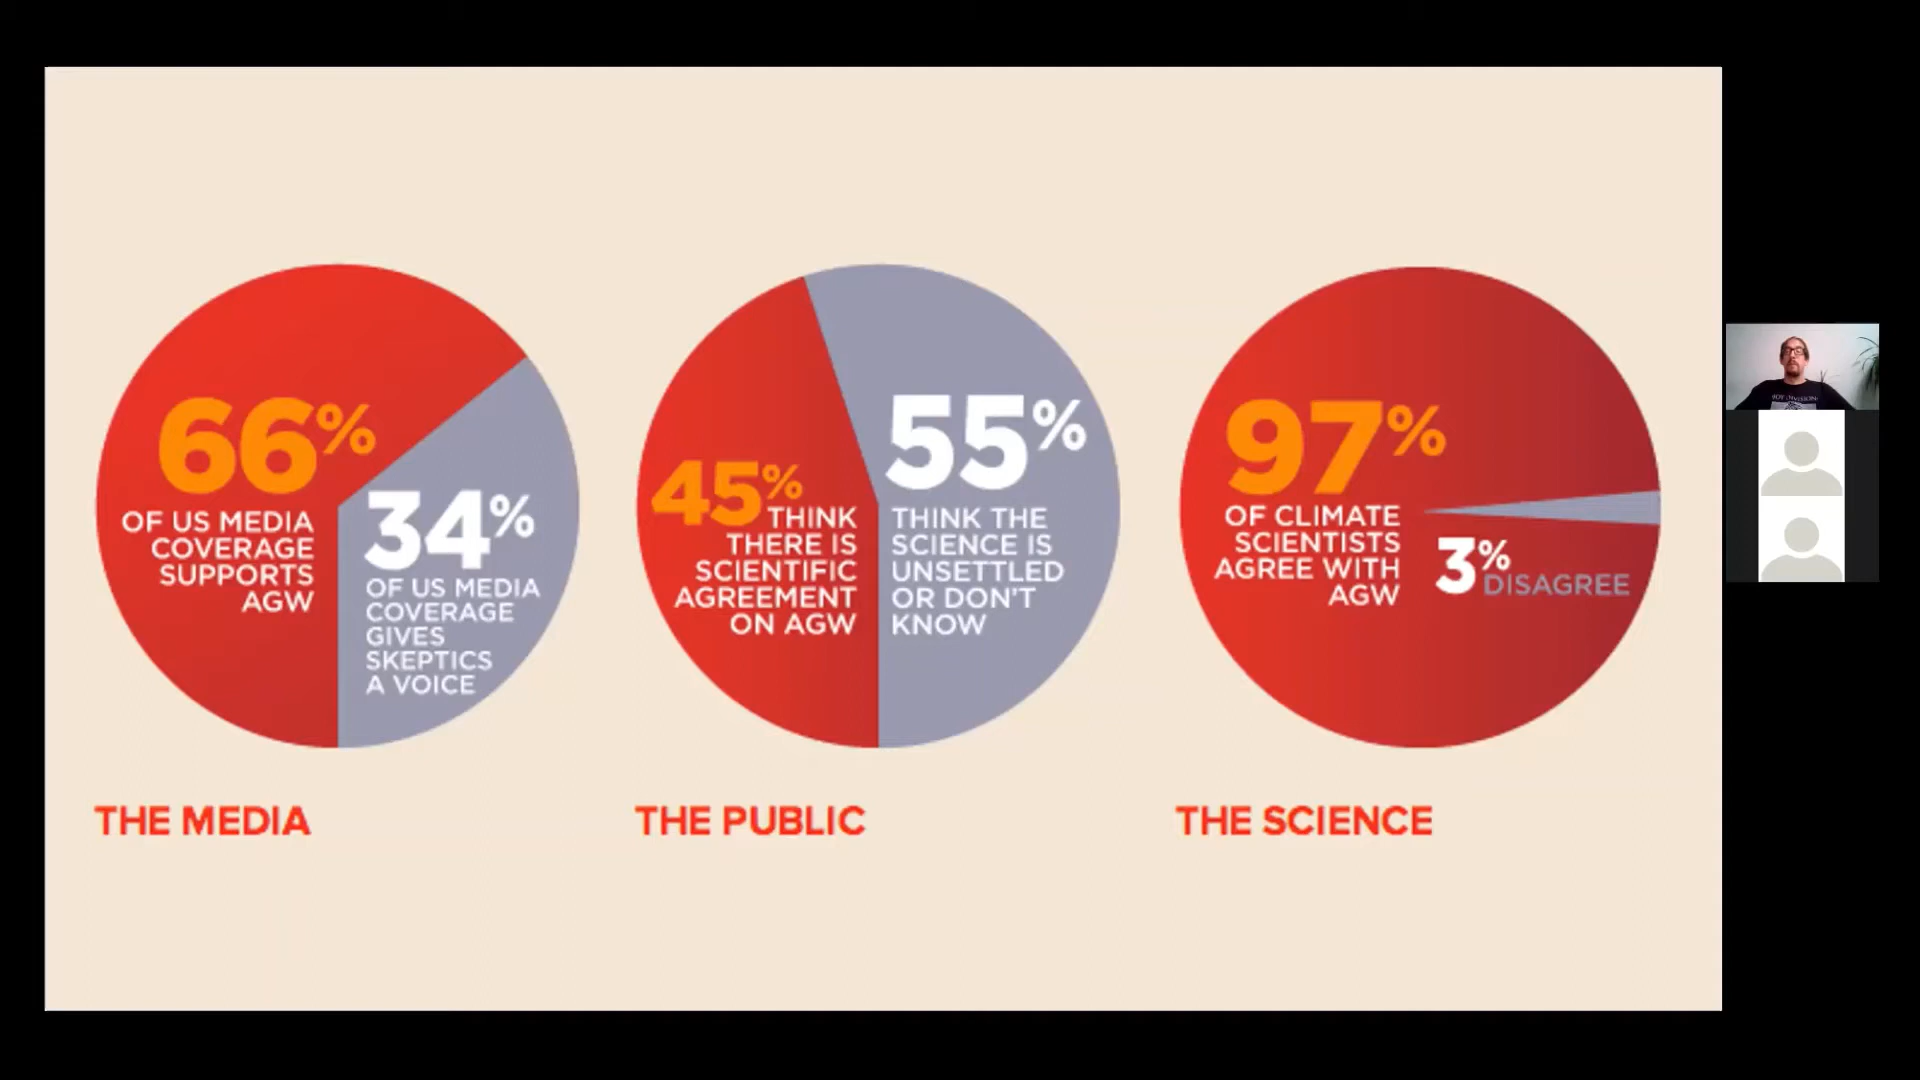 66%
OF US MEDIA
COVERAGE
SUPPORTS
AGW
34%
OF US MEDIA
COVERAGE
GIVES
SKEPTICS
A VOICE
THE MEDIA
45%
THINK
THERE IS
SCIENTIFIC
AGREEMENT
ON AGW
55%
THINK THE
SCIENCE IS
UNSETTLED
OR DON'T
KNOW
THE PUBLIC
97%
OF CLIMATE
SCIENTISTS
AGREE WITH
AGW
3%
DISAGREE
THE SCIENCE